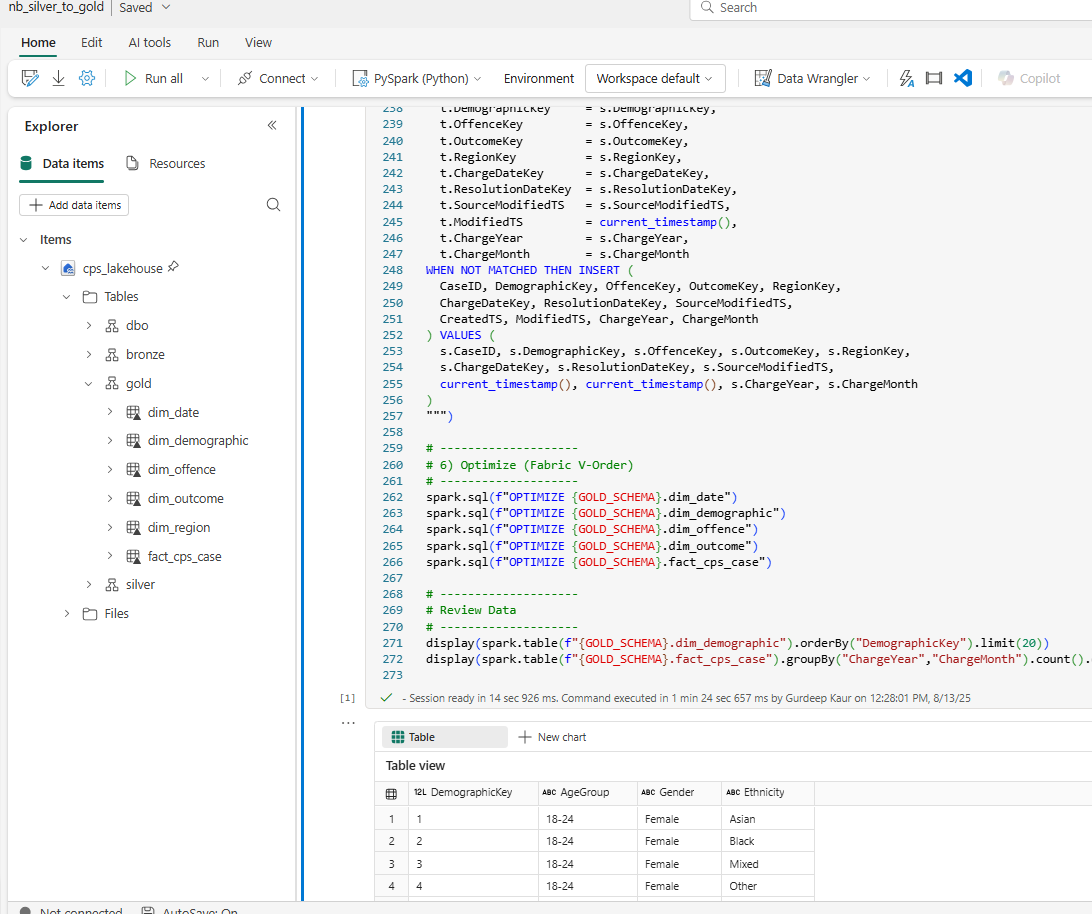 nb_silver_to_gold | Saved
Search
Home Edit AI tools Run View
Run all Connect PySpark (Python) Environment Workspace default Data Wrangler Copilot
Explorer
Data items Resources
Add data items
Items
cps_lakehouse
Tables
dbo
bronze
gold
dim_date
dim_demographic
dim_offence
dim_outcome
dim_region
fact_cps_case
silver
Files
238 t.DemographicKey = s.DemographicKey,
239 t.OffenceKey = s.OffenceKey,
240 t.OutcomeKey = s.OutcomeKey,
241 t.RegionKey = s.RegionKey,
242 t.ChargeDateKey = s.ChargeDateKey,
243 t.ResolutionDateKey = s.ResolutionDateKey,
244 t.SourceModifiedTS = s.SourceModifiedTS,
245 t.ModifiedTS = current_timestamp(),
246 t.ChargeYear = s.ChargeYear,
247 t.ChargeMonth = s.ChargeMonth
248 WHEN NOT MATCHED THEN INSERT (
249 CaseID, DemographicKey, OffenceKey, OutcomeKey, RegionKey,
250 ChargeDateKey, ResolutionDateKey, SourceModifiedTS,
251 CreatedTS, ModifiedTS, ChargeYear, ChargeMonth
252 ) VALUES (
253 s.CaseID, s.DemographicKey, s.OffenceKey, s.OutcomeKey, s.RegionKey,
254 s.ChargeDateKey, s.ResolutionDateKey, s.SourceModifiedTS,
255 current_timestamp(), current_timestamp(), s.ChargeYear, s.ChargeMonth
256 )
257 """)
258
259 # --------------------
260 # 6) Optimize (Fabric V-Order)
261 # --------------------
262 spark.sql(f"OPTIMIZE {GOLD_SCHEMA}.dim_date")
263 spark.sql(f"OPTIMIZE {GOLD_SCHEMA}.dim_demographic")
264 spark.sql(f"OPTIMIZE {GOLD_SCHEMA}.dim_offence")
265 spark.sql(f"OPTIMIZE {GOLD_SCHEMA}.dim_outcome")
266 spark.sql(f"OPTIMIZE {GOLD_SCHEMA}.fact_cps_case")
267
268 # --------------------
269 # Review Data
270 # --------------------
271 display(spark.table(f"{GOLD_SCHEMA}.dim_demographic").orderBy("DemographicKey").limit(20))
272 display(spark.table(f"{GOLD_SCHEMA}.fact_cps_case").groupBy("ChargeYear","ChargeMonth").count().
273
[1] - Session ready in 14 sec 926 ms. Command executed in 1 min 24 sec 657 ms by Gurdeep Kaur on 12:28:01 PM, 8/13/25
Table New chart
Table view
12L DemographicKey ABC AgeGroup ABC Gender ABC Ethnicity
1 1 18-24 Female Asian
2 2 18-24 Female Black
3 3 18-24 Female Mixed
4 4 18-24 Female Other
Not connected AutoSave: On